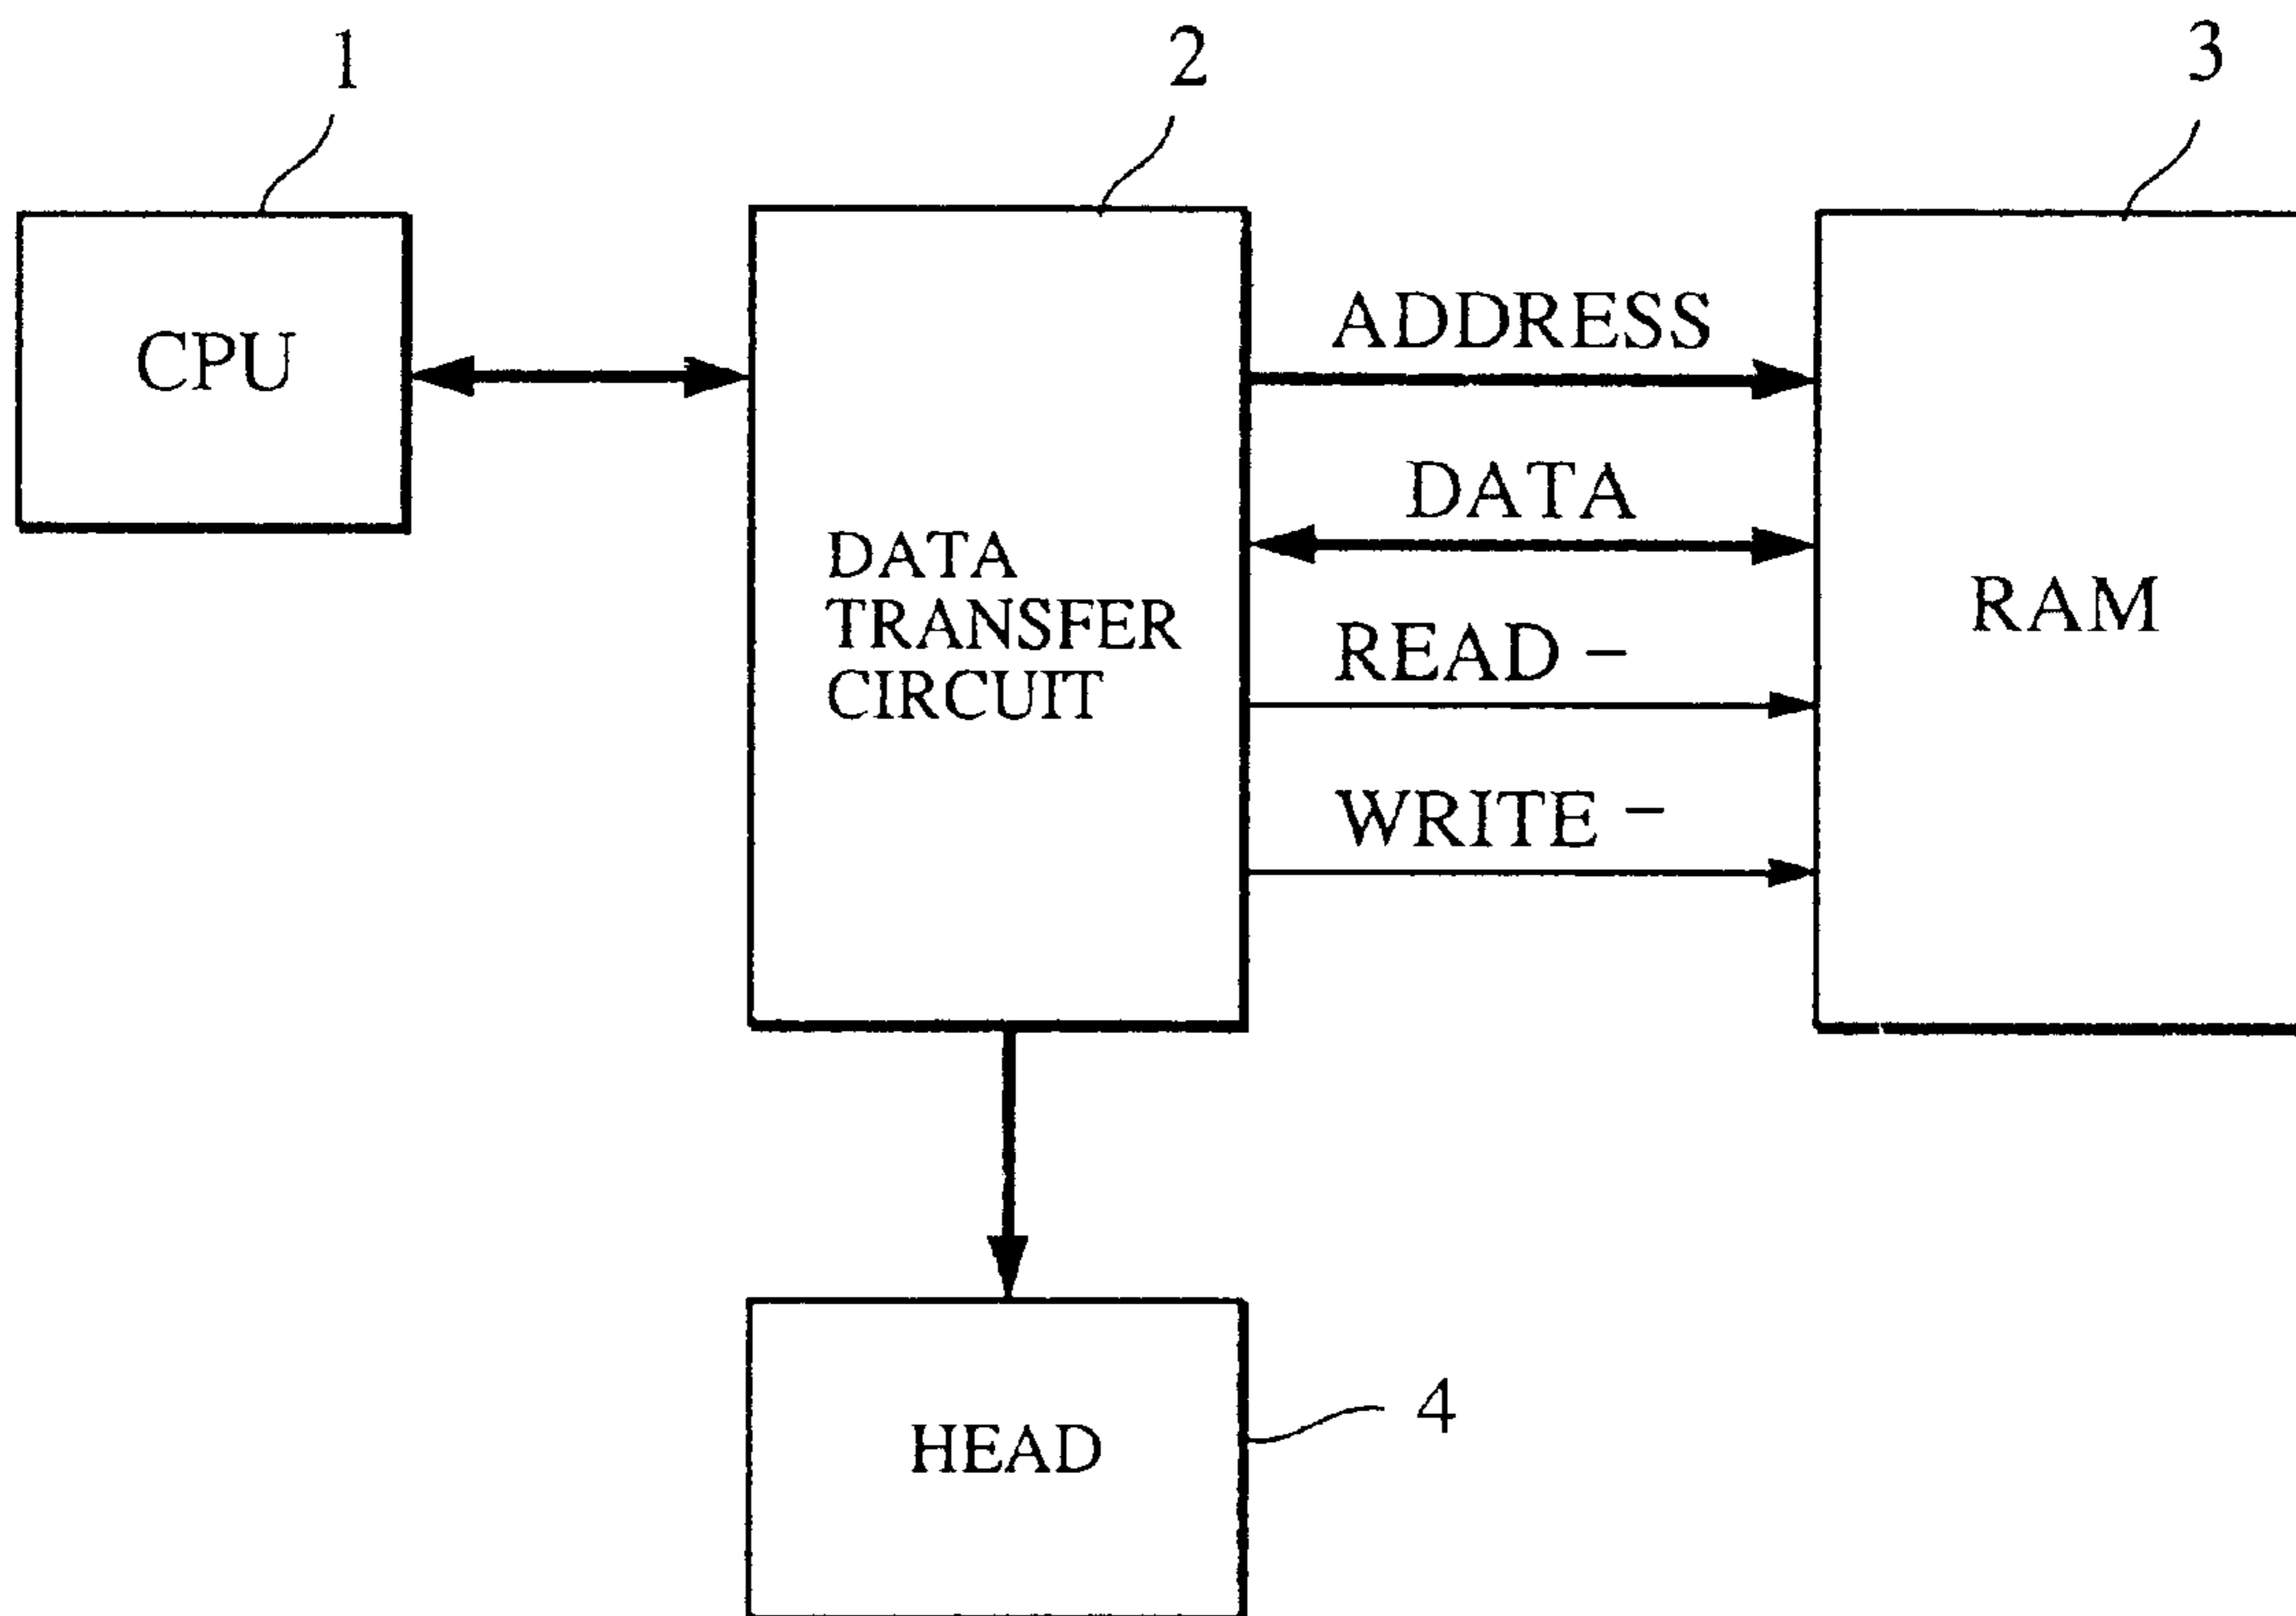 1
2
3
CPU
ADDRESS
DATA
DATA
TRANSFER
CIRCUIT
READ –
RAM
WRITE –
HEAD
4